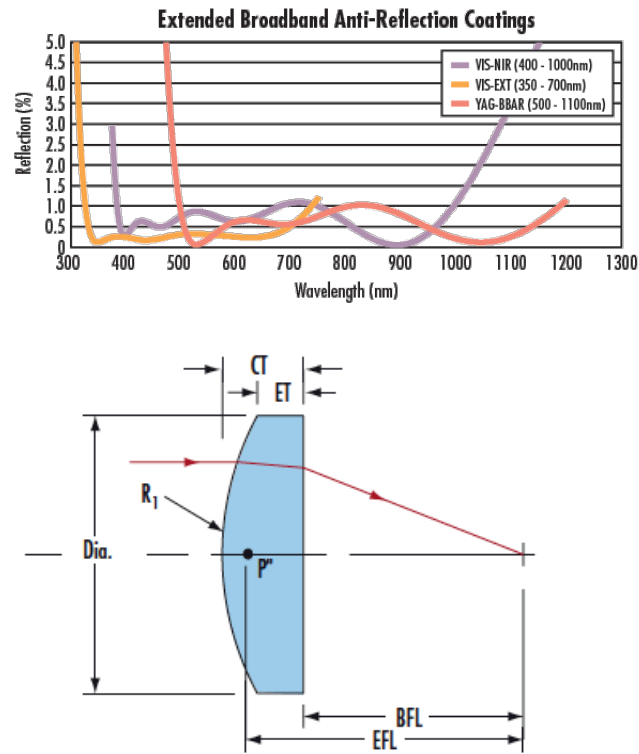 Extended Broadband Anti-Reflection Coatings
5.0
4.5
4.0
3.5
3.0
2.5
2.0
1.5
1.0
0.5
0
Reflection (%)
VIS-NIR (400 - 1000nm)
VIS-EXT (350 - 700nm)
YAG-BBAR (500 - 1100nm)
300 400 500 600 700 800 900 1000 1100 1200 1300
Wavelength (nm)
CT
ET
R1
Dia.
P"
BFL
EFL